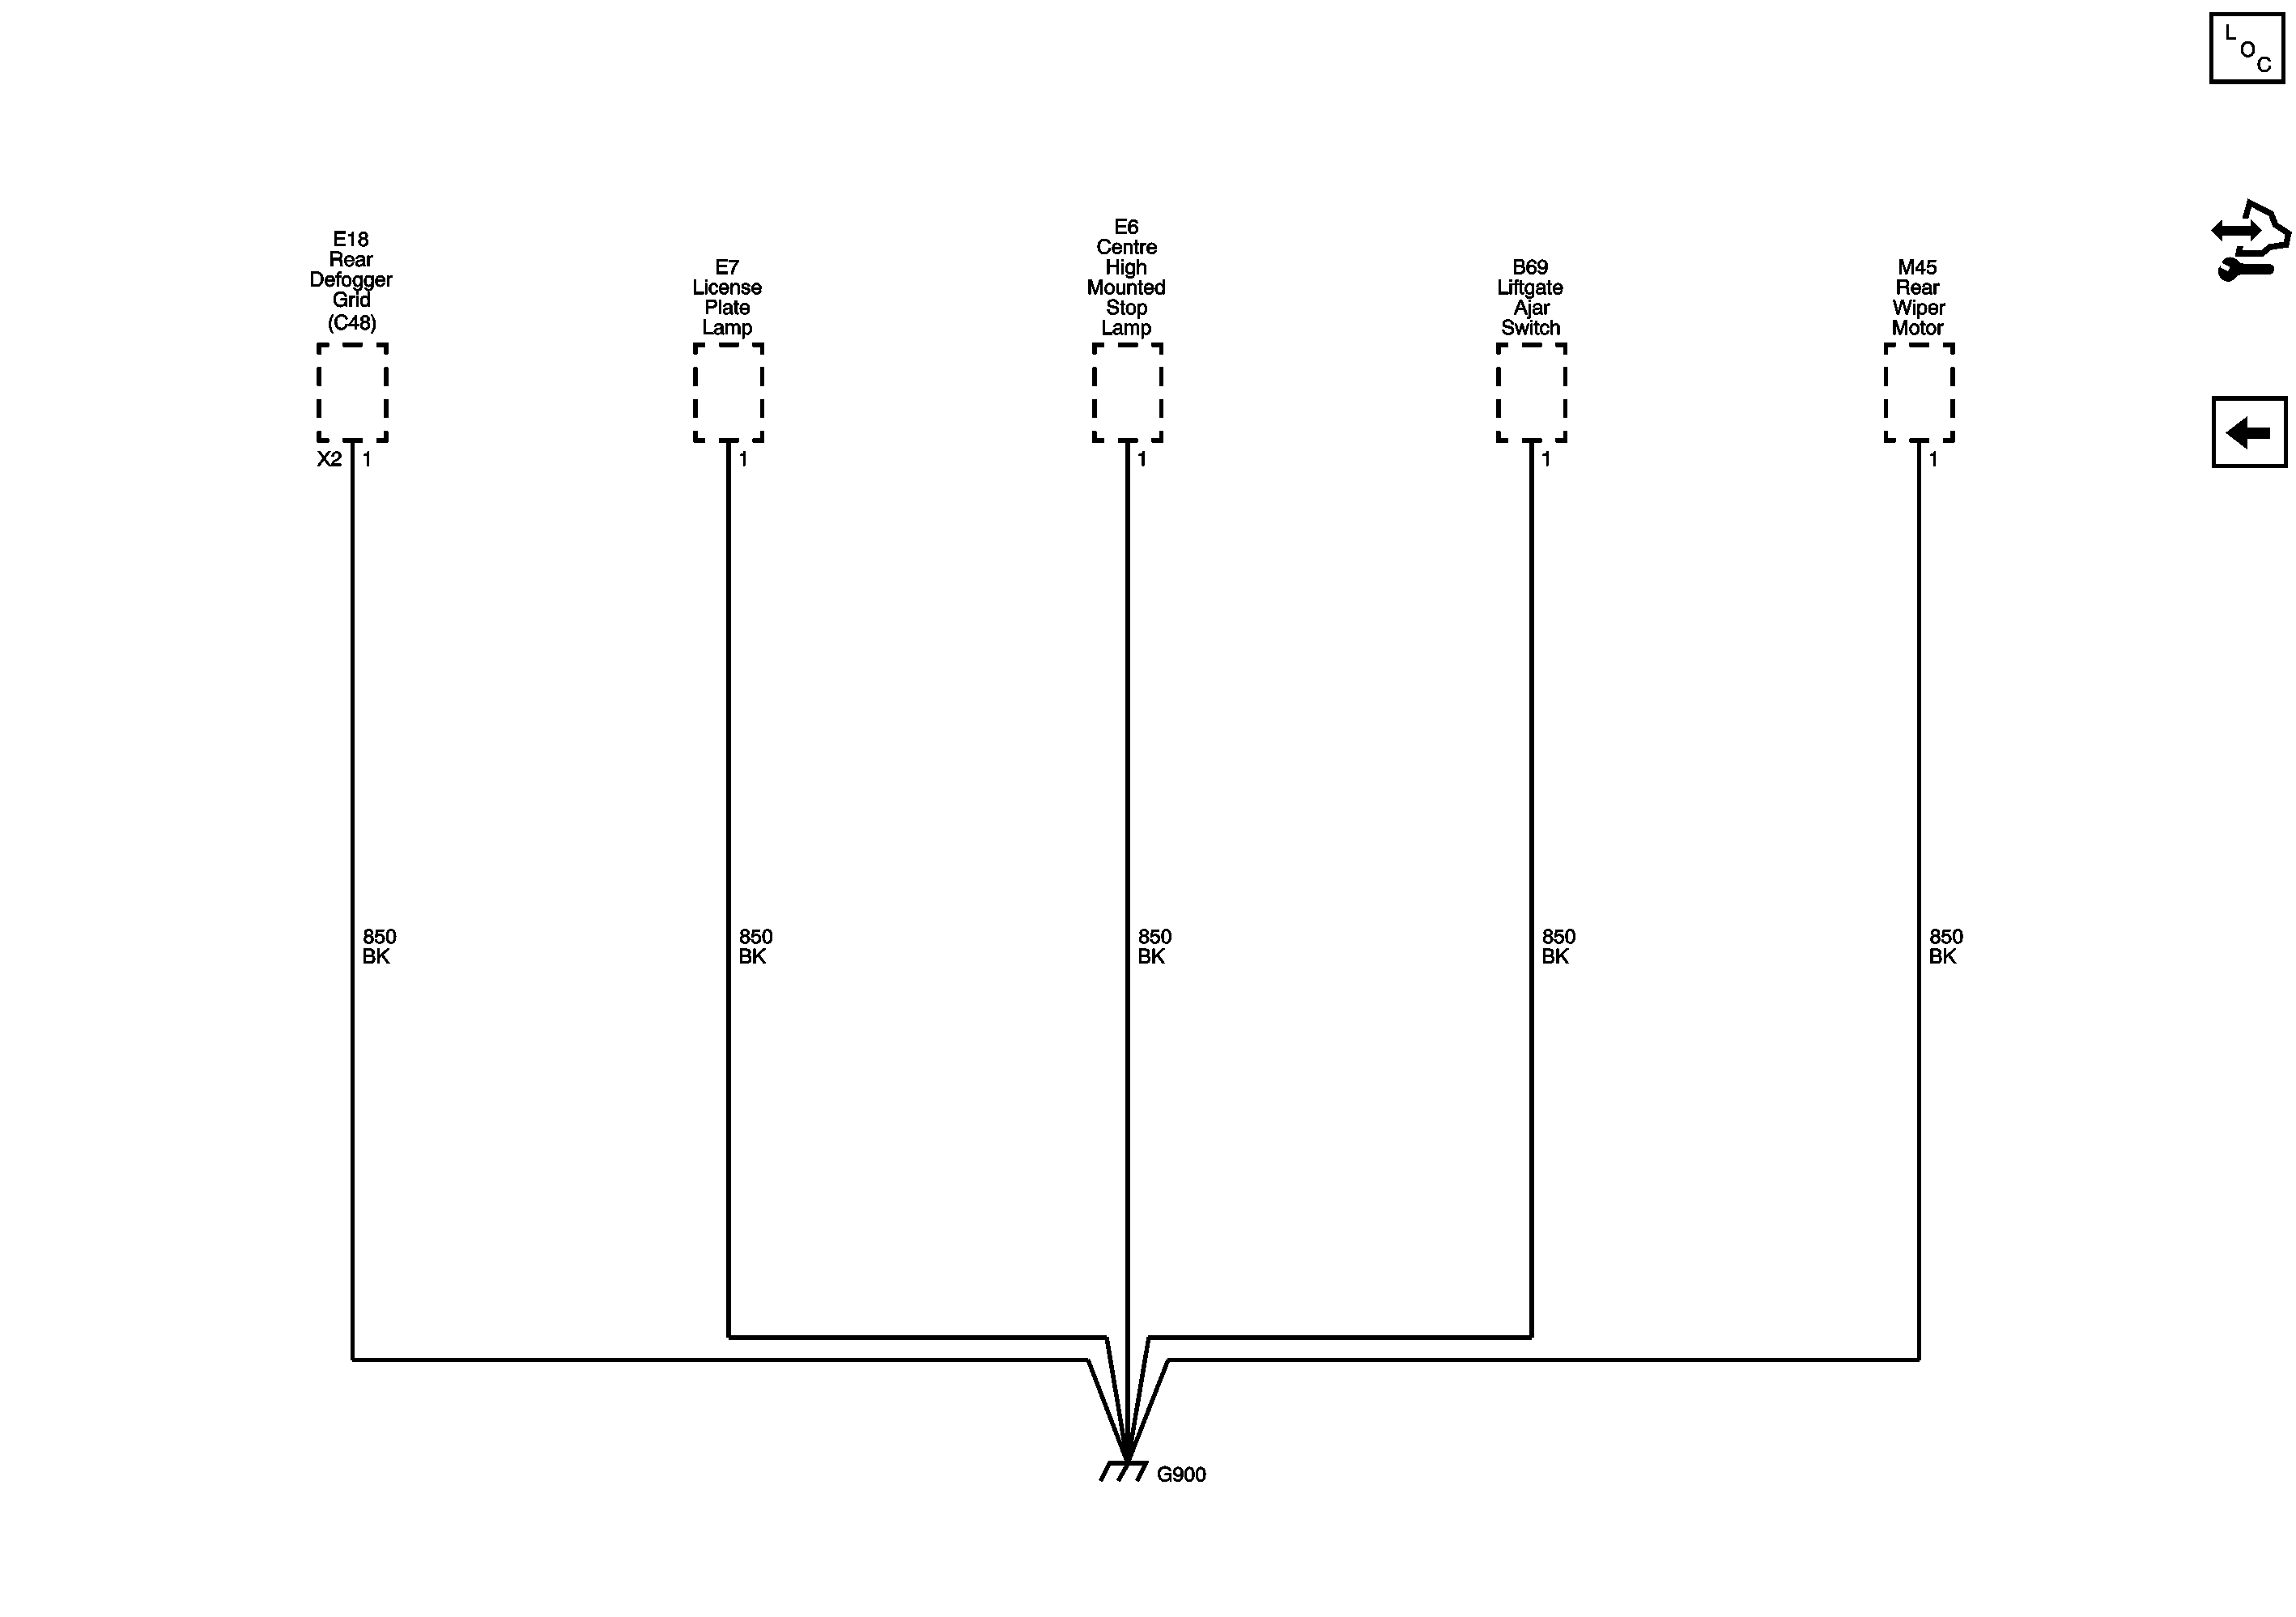 L
O
C
E18
Rear
Defogger
Grid
(C48)
E7
License
Plate
Lamp
E6
Centre
High
Mounted
Stop
Lamp
B69
Liftgate
Ajar
Switch
M45
Rear
Wiper
Motor
X2 1
1
1
1
1
850
BK
850
BK
850
BK
850
BK
850
BK
G900